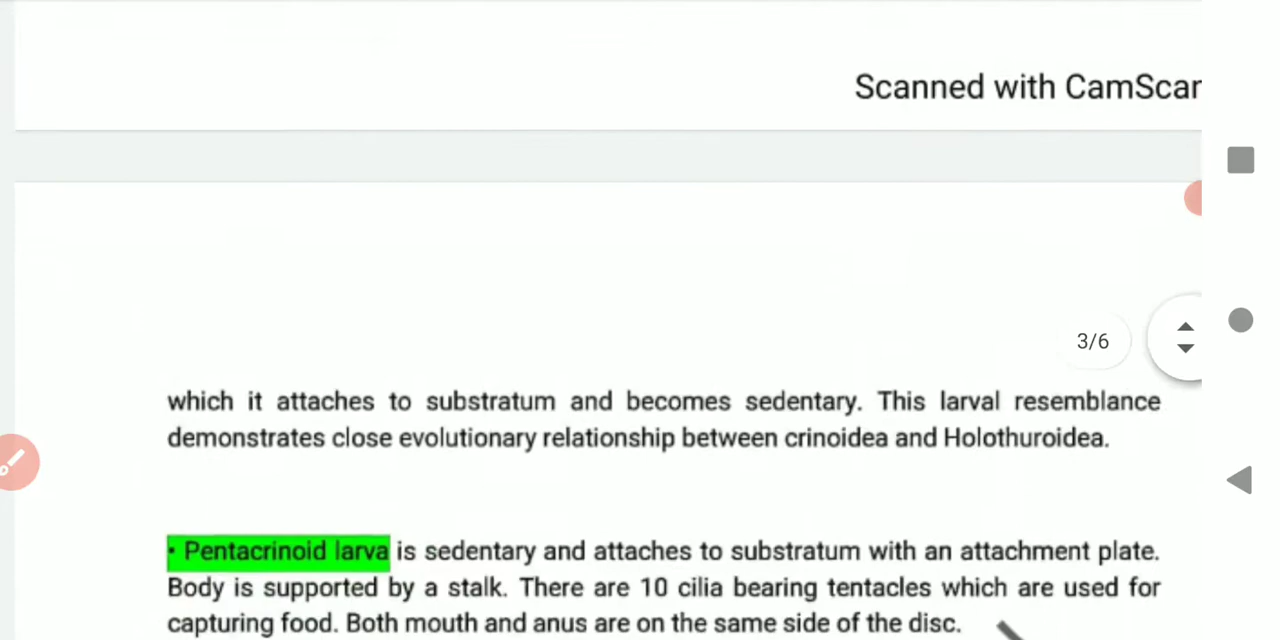 Scanned with CamScan
3/6
which it attaches to substratum and becomes sedentary. This larval resemblance
demonstrates close evolutionary relationship between crinoidea and Holothuroidea.
• Pentacrinoid larva is sedentary and attaches to substratum with an attachment plate.
Body is supported by a stalk. There are 10 cilia bearing tentacles which are used for
capturing food. Both mouth and anus are on the same side of the disc.